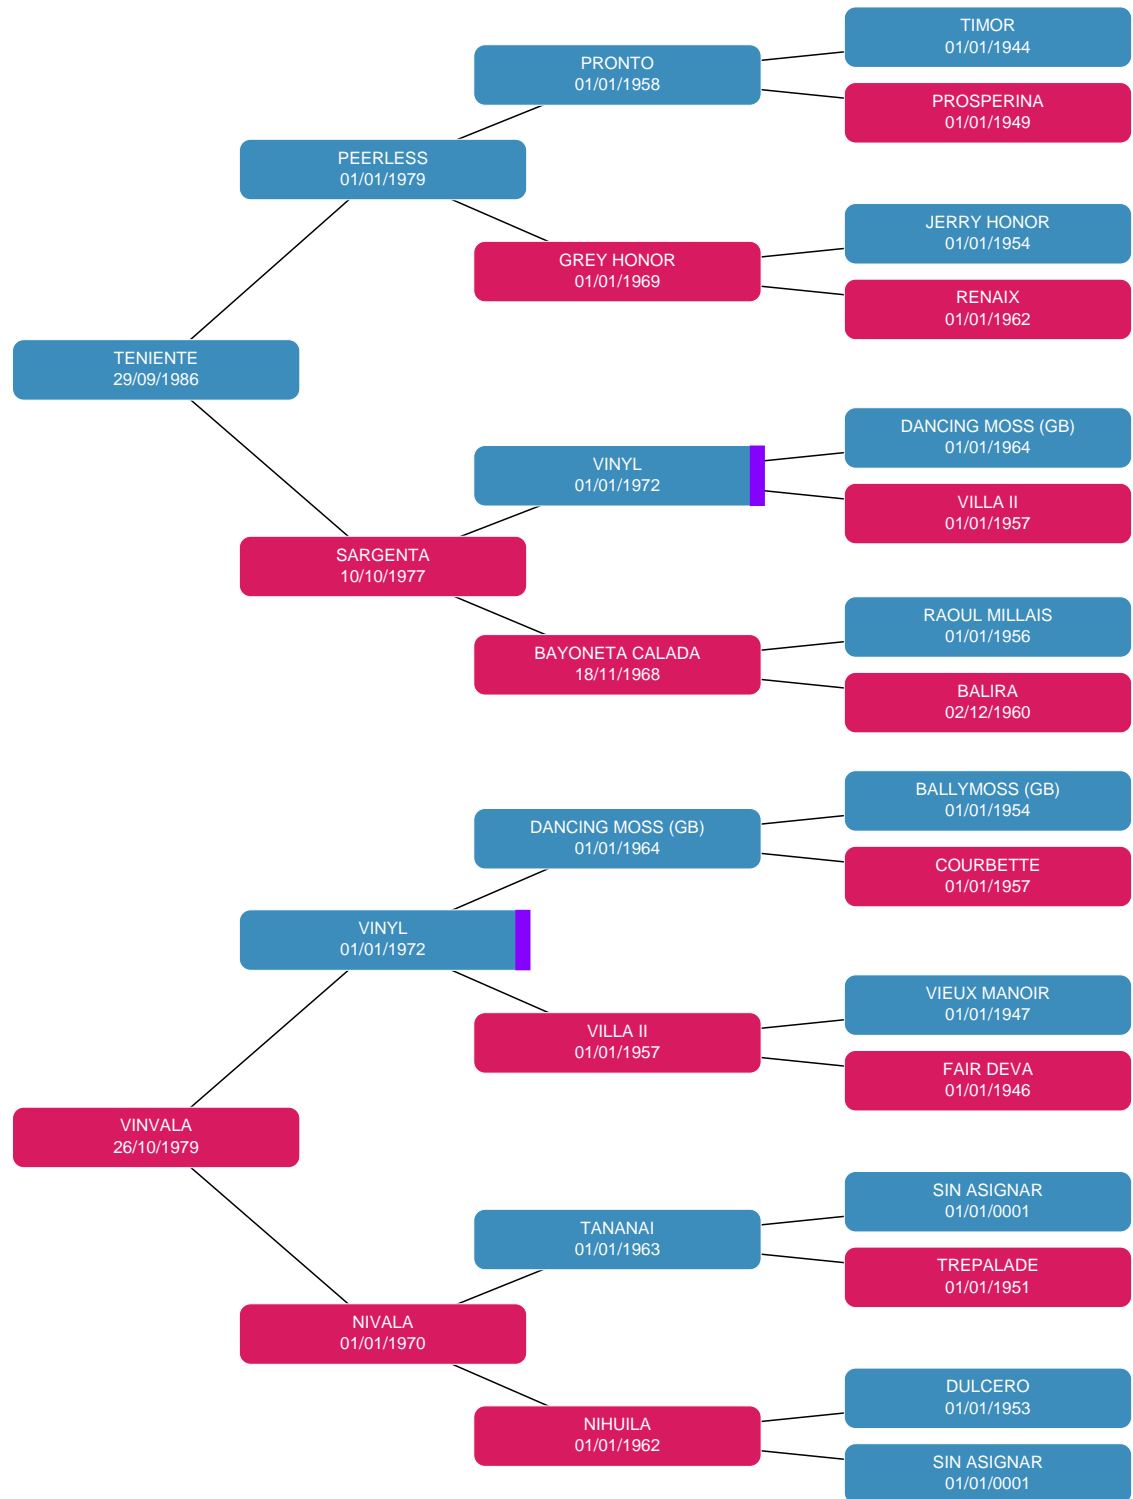 TIMOR
01/01/1944
PRONTO
01/01/1958
PROSPERINA
01/01/1949
PEERLESS
01/01/1979
JERRY HONOR
01/01/1954
GREY HONOR
01/01/1969
RENAIX
01/01/1962
TENIENTE
29/09/1986
DANCING MOSS (GB)
01/01/1964
VINYL
01/01/1972
VILLA II
01/01/1957
SARGENTA
10/10/1977
RAOUL MILLAIS
01/01/1956
BAYONETA CALADA
18/11/1968
BALIRA
02/12/1960
BALLYMOSS (GB)
01/01/1954
DANCING MOSS (GB)
01/01/1964
COURBETTE
01/01/1957
VINYL
01/01/1972
VIEUX MANOIR
01/01/1947
VILLA II
01/01/1957
FAIR DEVA
01/01/1946
VINVALA
26/10/1979
SIN ASIGNAR
01/01/0001
TANANAI
01/01/1963
TREPALADE
01/01/1951
NIVALA
01/01/1970
DULCERO
01/01/1953
NIHUILA
01/01/1962
SIN ASIGNAR
01/01/0001